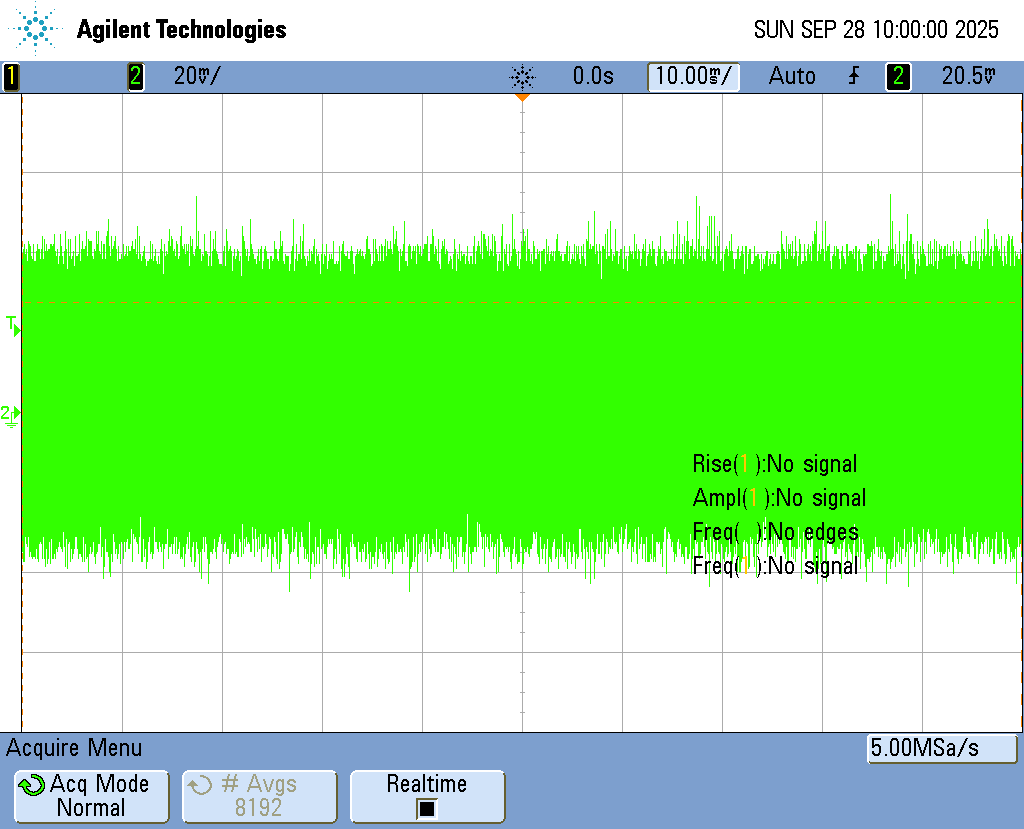 Agilent Technologies
SUN SEP 28 10:00:00 2025
1 2 20mV/ 0.0s 10.00ms/ Auto 2 20.5mV
T
2
Rise(1):No signal
Ampl(1):No signal
Freq( ):No edges
Freq(1):No signal
Acquire Menu
5.00MSa/s
Acq Mode
Normal
# Avgs
8192
Realtime